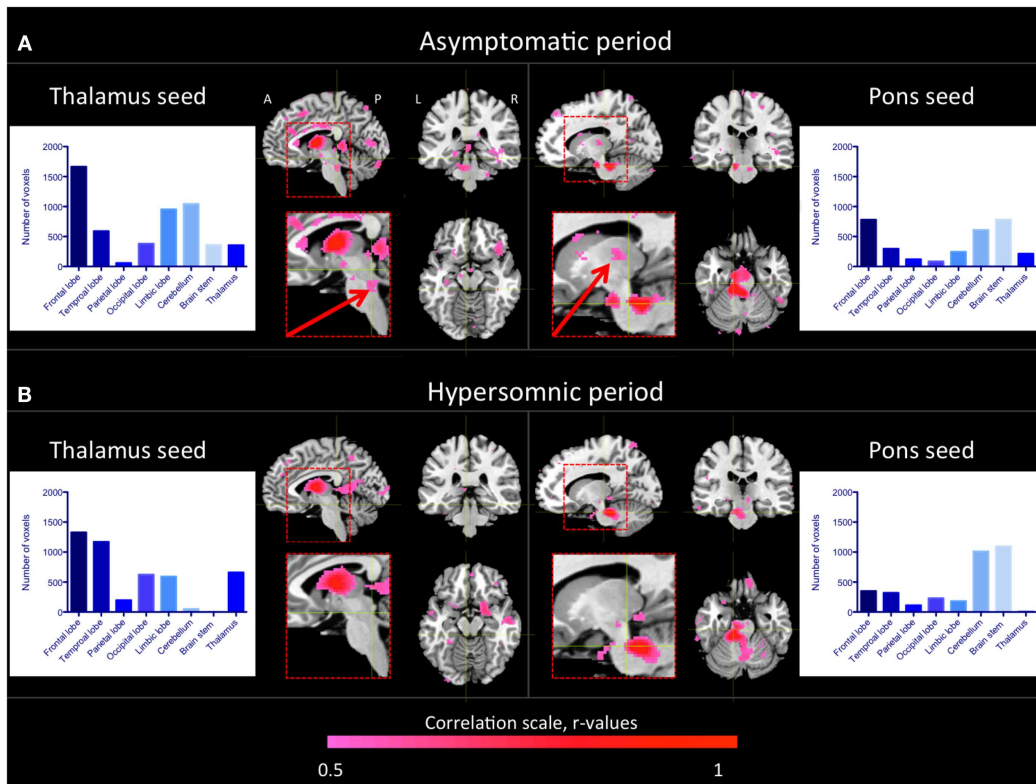 A
Asymptomatic period
Thalamus seed
A
P
L
R
Pons seed
Number of voxels
2000
1500
1000
500
0
Frontal lobe
Temproal lobe
Parietal lobe
Occipital lobe
Limbic lobe
Cerebellum
Brain stem
Thalamus
Number of voxels
2000
1500
1000
500
0
Frontal lobe
Temproal lobe
Parietal lobe
Occipital lobe
Limbic lobe
Cerebellum
Brain stem
Thalamus
B
Hypersomnic period
Thalamus seed
Pons seed
Number of voxels
2000
1500
1000
500
0
Frontal lobe
Temproal lobe
Parietal lobe
Occipital lobe
Limbic lobe
Cerebellum
Brain stem
Thalamus
Number of voxels
2000
1500
1000
500
0
Frontal lobe
Temproal lobe
Parietal lobe
Occipital lobe
Limbic lobe
Cerebellum
Brain stem
Thalamus
Correlation scale, r-values
0.5
1